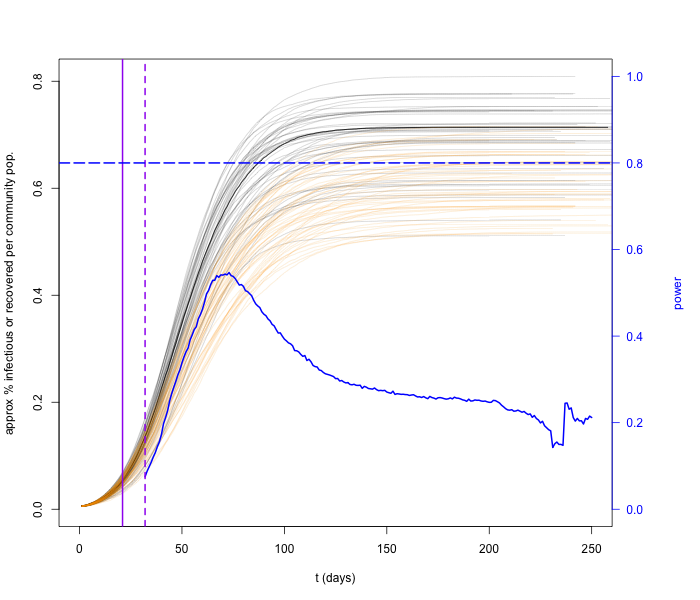 approx % infectious or recovered per community pop.
0.8
0.6
0.4
0.2
0.0
1.0
0.8
0.6
0.4
0.2
0.0
power
0 50 100 150 200 250
t (days)